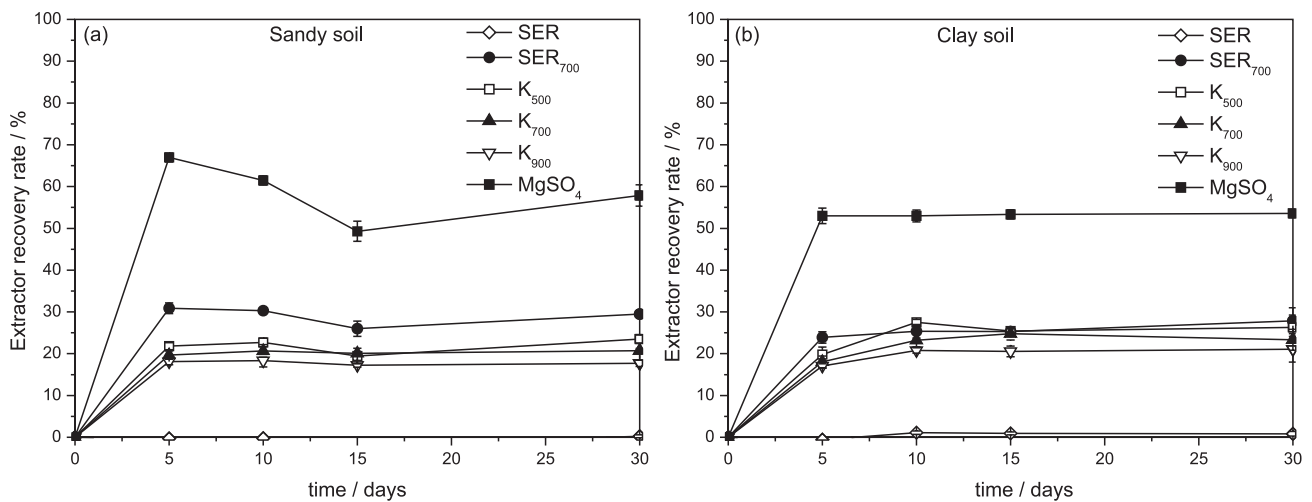 (a)
Sandy soil
SER
SER700
K500
K700
K900
MgSO4
Extractor recovery rate / %
100
90
80
70
60
50
40
30
20
10
0
0 5 10 15 20 25 30
time / days
(b)
Clay soil
SER
SER700
K500
K700
K900
MgSO4
Extractor recovery rate / %
100
90
80
70
60
50
40
30
20
10
0
0 5 10 15 20 25 30
time / days